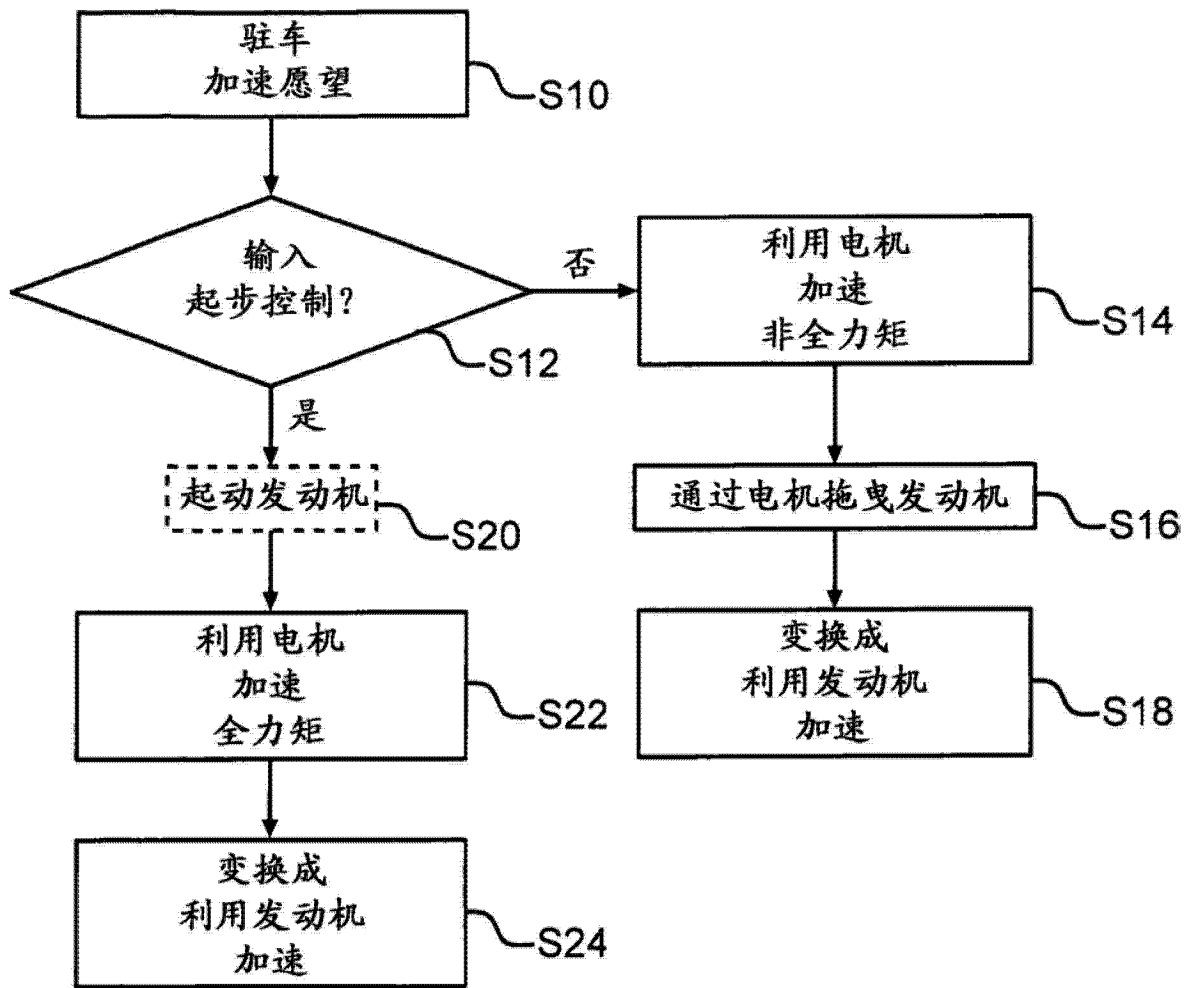 驻车
加速愿望
S10
输入
起步控制?
S12
否
利用电机
加速
非全力矩
S14
是
起动发动机
S20
通过电机拖曳发动机
S16
利用电机
加速
全力矩
S22
变换成
利用发动机
加速
S18
变换成
利用发动机
加速
S24